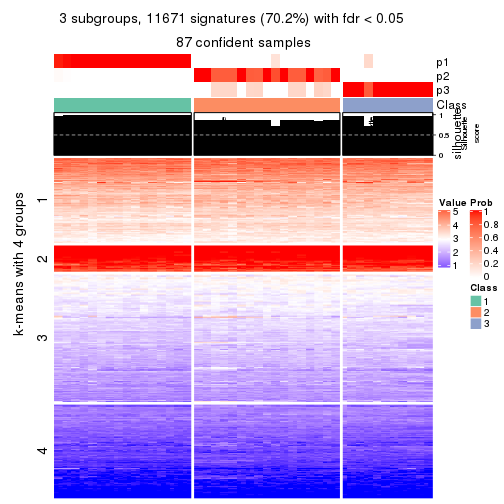 3 subgroups, 11671 signatures (70.2%) with fdr < 0.05
87 confident samples
p1
p2
p3
Class
silhouette
Silhouette
score
1
0.5
0
k-means with 4 groups
1
2
3
4
Value
5
4
3
2
1
Prob
1
0.8
0.6
0.4
0.2
0
Class
1
2
3